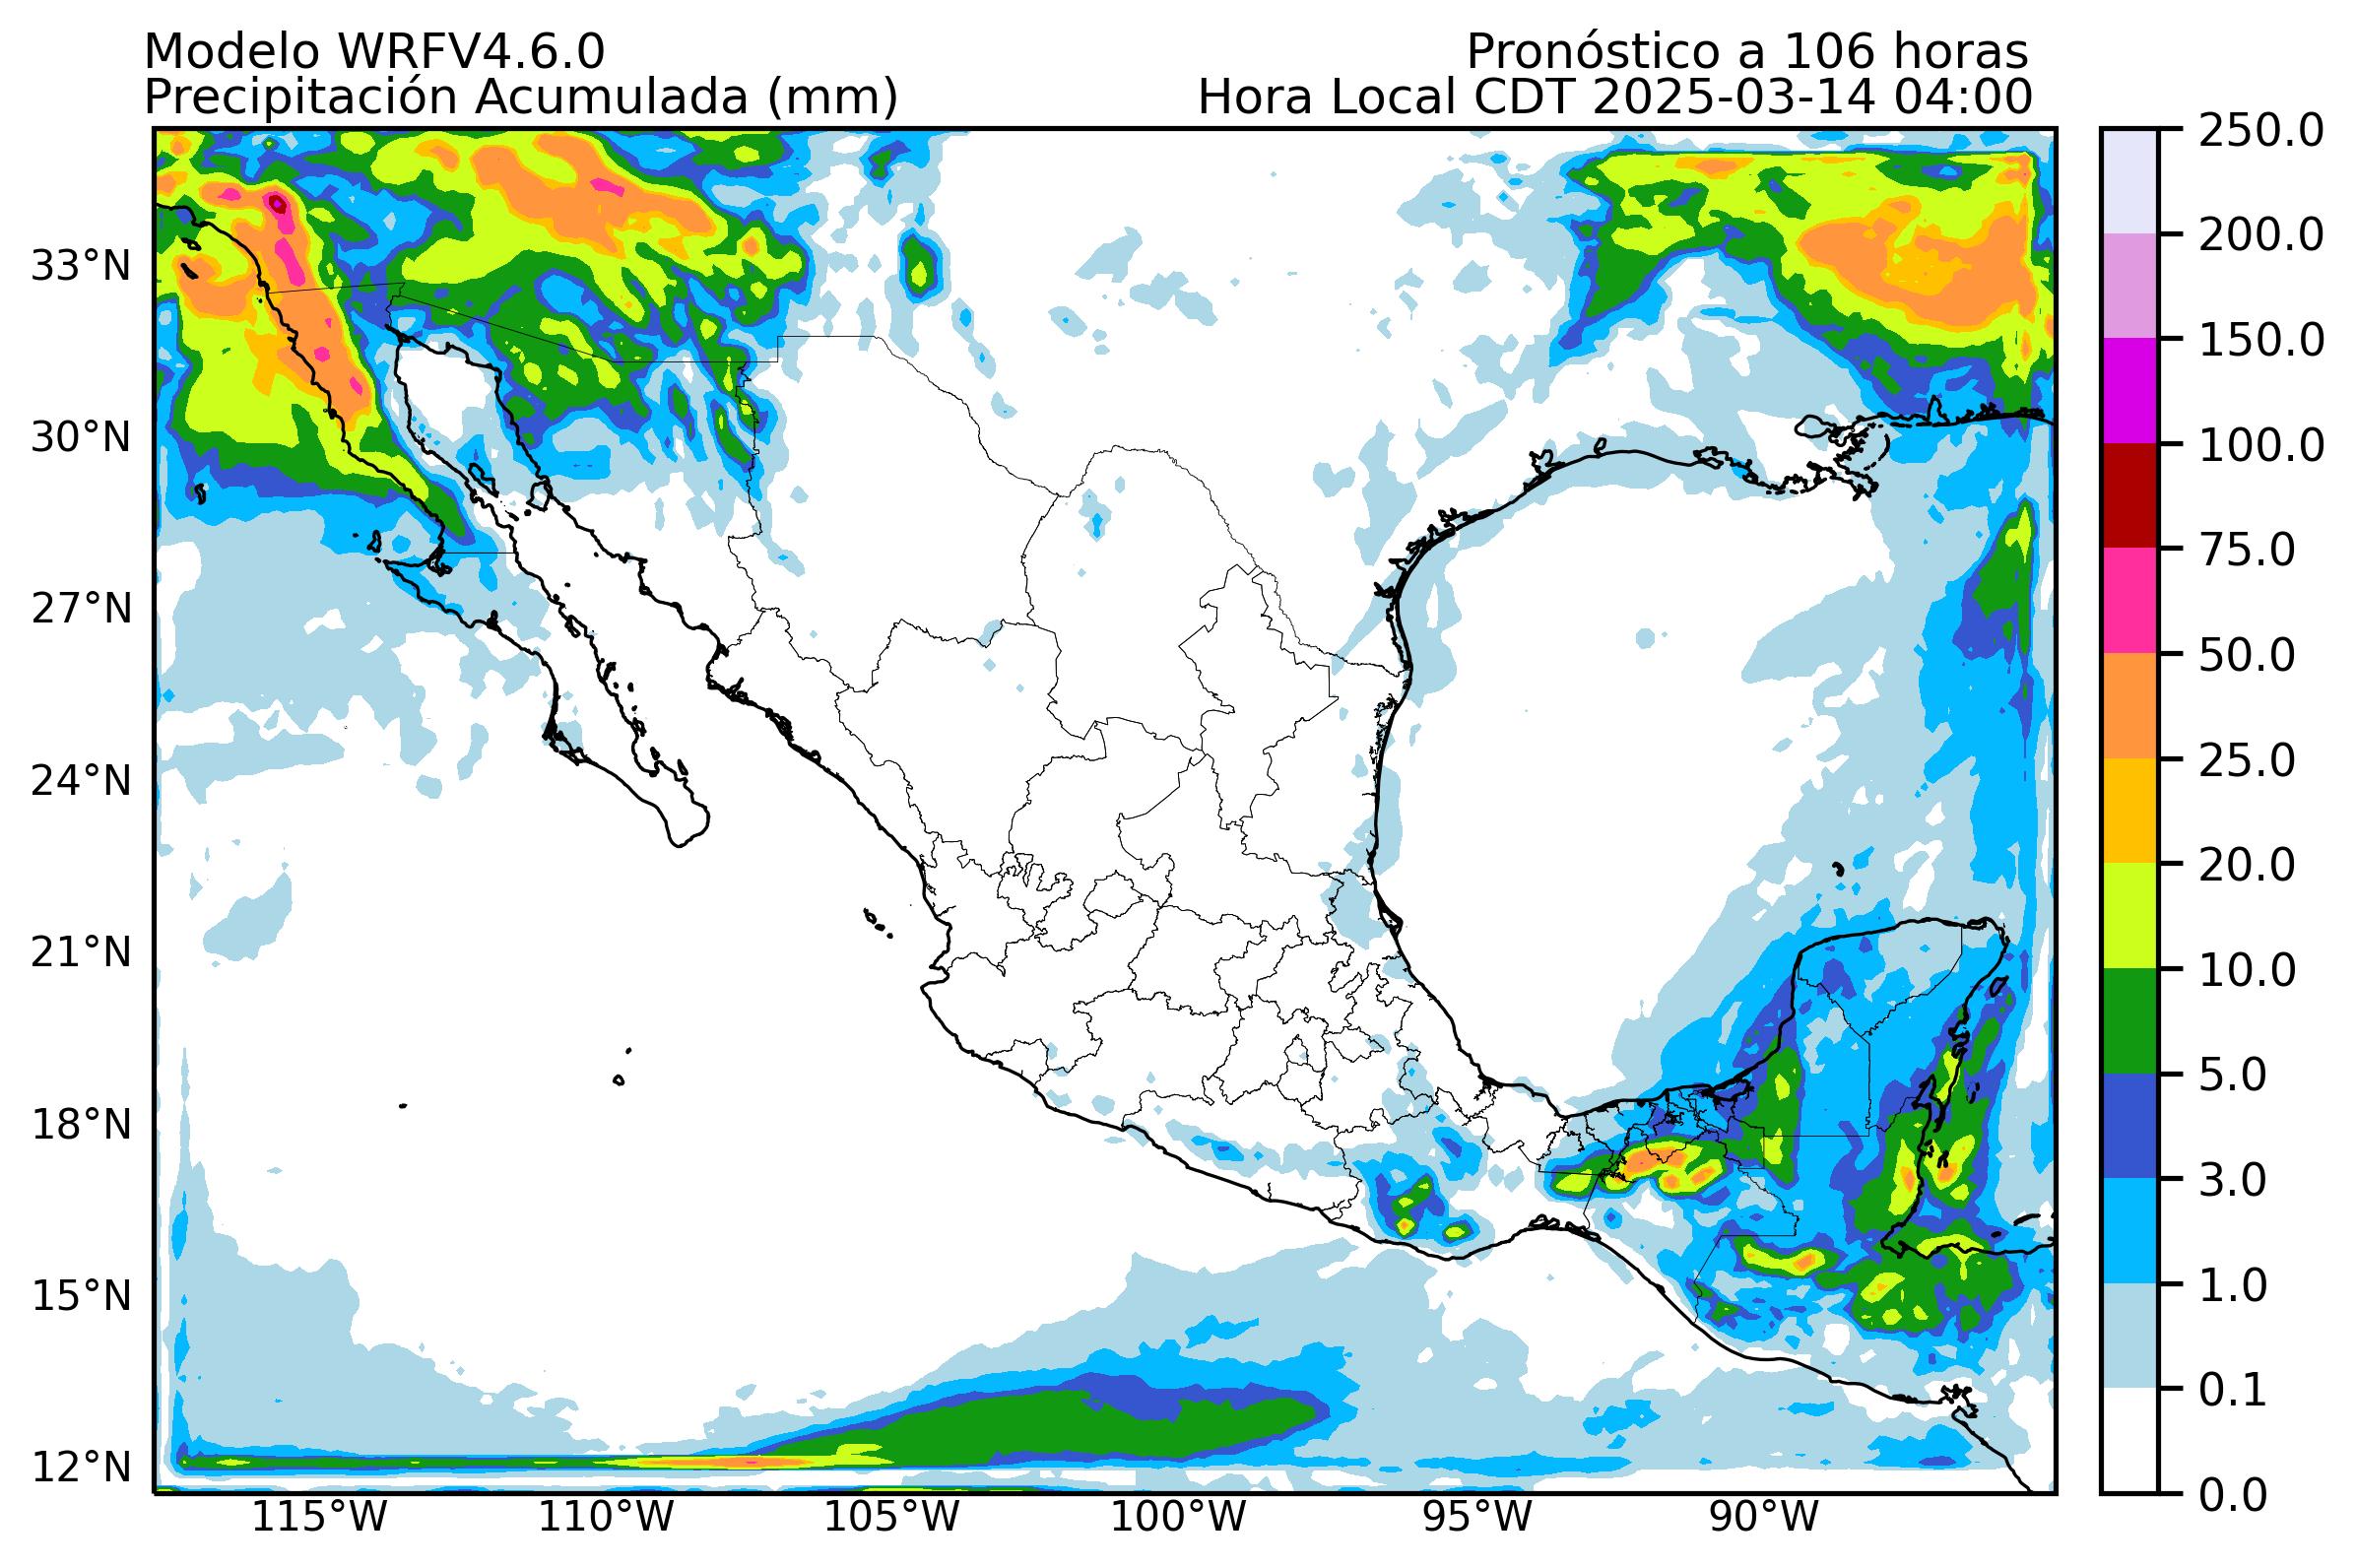 Modelo WRFV4.6.0
Pronóstico a 106 horas
Precipitación Acumulada (mm)
Hora Local CDT 2025-03-14 04:00
33°N
30°N
27°N
24°N
21°N
18°N
15°N
12°N
115°W
110°W
105°W
100°W
95°W
90°W
250.0
200.0
150.0
100.0
75.0
50.0
25.0
20.0
10.0
5.0
3.0
1.0
0.1
0.0